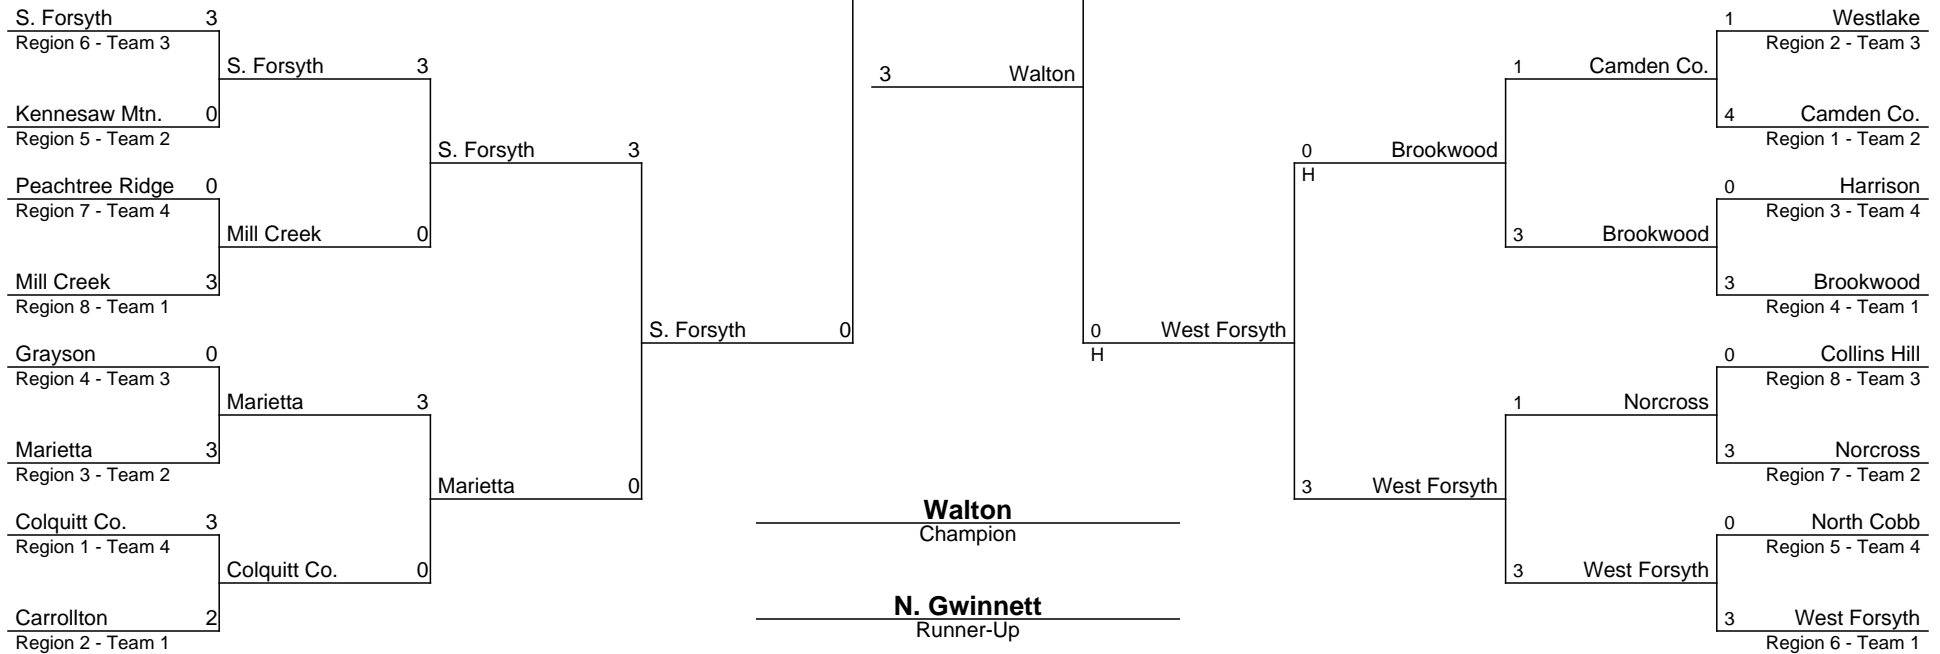 S. Forsyth 3
Region 6 - Team 3
Kennesaw Mtn. 0
Region 5 - Team 2
Peachtree Ridge 0
Region 7 - Team 4
Mill Creek 3
Region 8 - Team 1
Grayson 0
Region 4 - Team 3
Marietta 3
Region 3 - Team 2
Colquitt Co. 3
Region 1 - Team 4
Carrollton 2
Region 2 - Team 1
S. Forsyth 3
Mill Creek 0
Marietta 3
Colquitt Co. 0
S. Forsyth 3
Marietta 0
S. Forsyth 0
3 Walton
Walton
Champion
N. Gwinnett
Runner-Up
0 West Forsyth
H
0 Brookwood
H
3 West Forsyth
1 Camden Co.
3 Brookwood
1 Norcross
3 West Forsyth
1 Westlake
Region 2 - Team 3
4 Camden Co.
Region 1 - Team 2
0 Harrison
Region 3 - Team 4
3 Brookwood
Region 4 - Team 1
0 Collins Hill
Region 8 - Team 3
3 Norcross
Region 7 - Team 2
0 North Cobb
Region 5 - Team 4
3 West Forsyth
Region 6 - Team 1